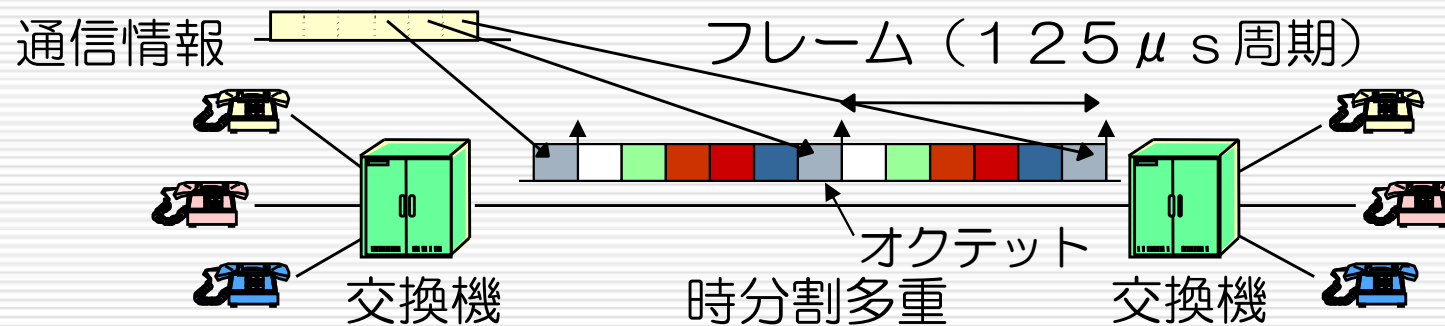 通信情報
フレーム(125μs周期)
オクテット
交換機
時分割多重
交換機